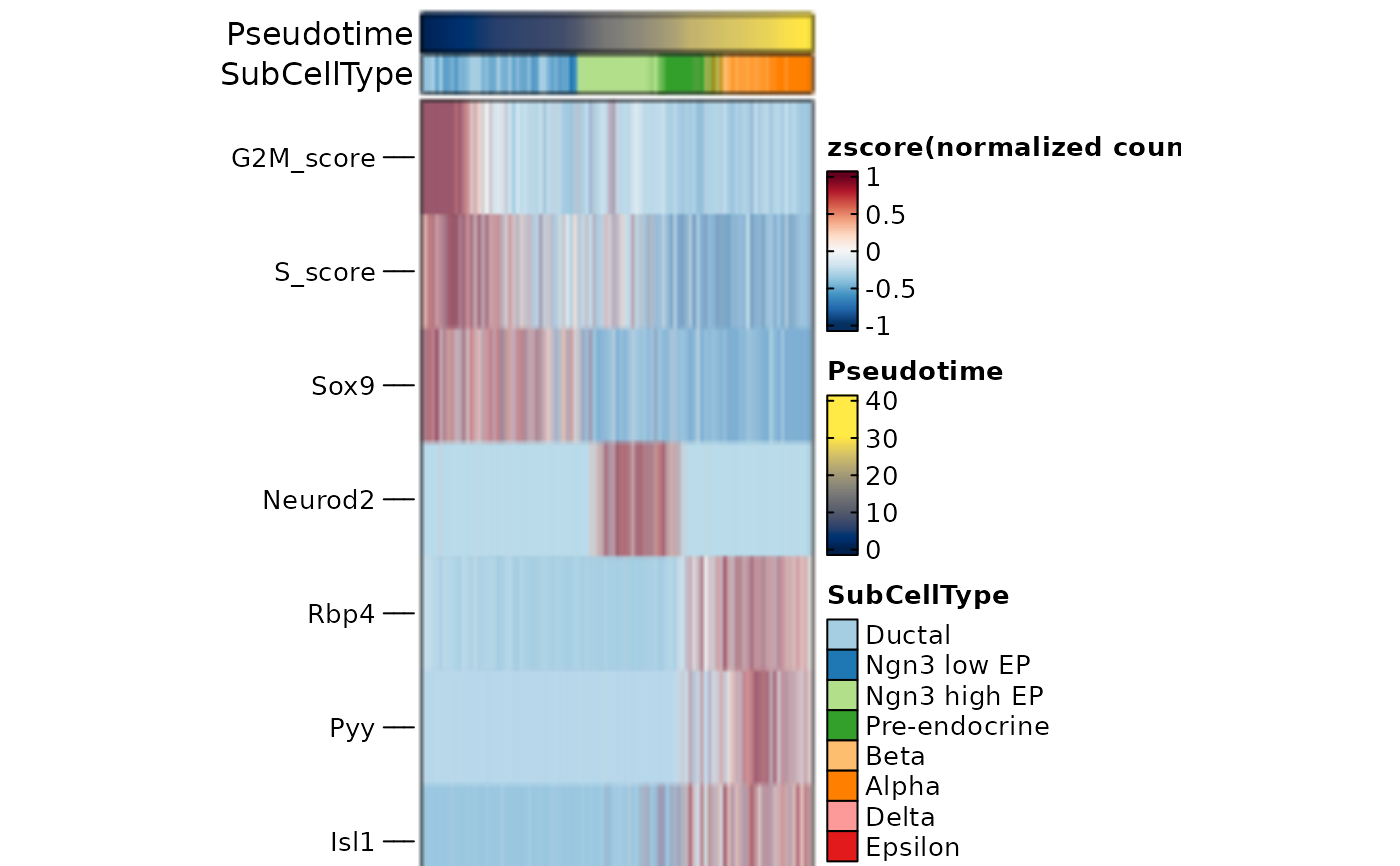 Pseudotime
SubCellType
G2M_score
S_score
Sox9
Neurod2
Rbp4
Pyy
Isl1
zscore(normalized coun
1
0.5
0
-0.5
-1
Pseudotime
40
30
20
10
0
SubCellType
Ductal
Ngn3 low EP
Ngn3 high EP
Pre-endocrine
Beta
Alpha
Delta
Epsilon